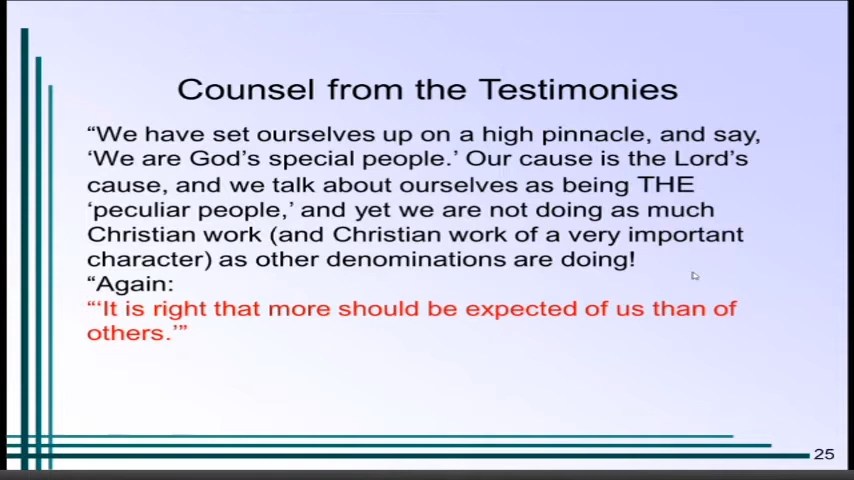 Counsel from the Testimonies
“We have set ourselves up on a high pinnacle, and say,
‘We are God’s special people.’ Our cause is the Lord’s
cause, and we talk about ourselves as being THE
‘peculiar people,’ and yet we are not doing as much
Christian work (and Christian work of a very important
character) as other denominations are doing!
“Again:
“‘It is right that more should be expected of us than of
others.’”
25